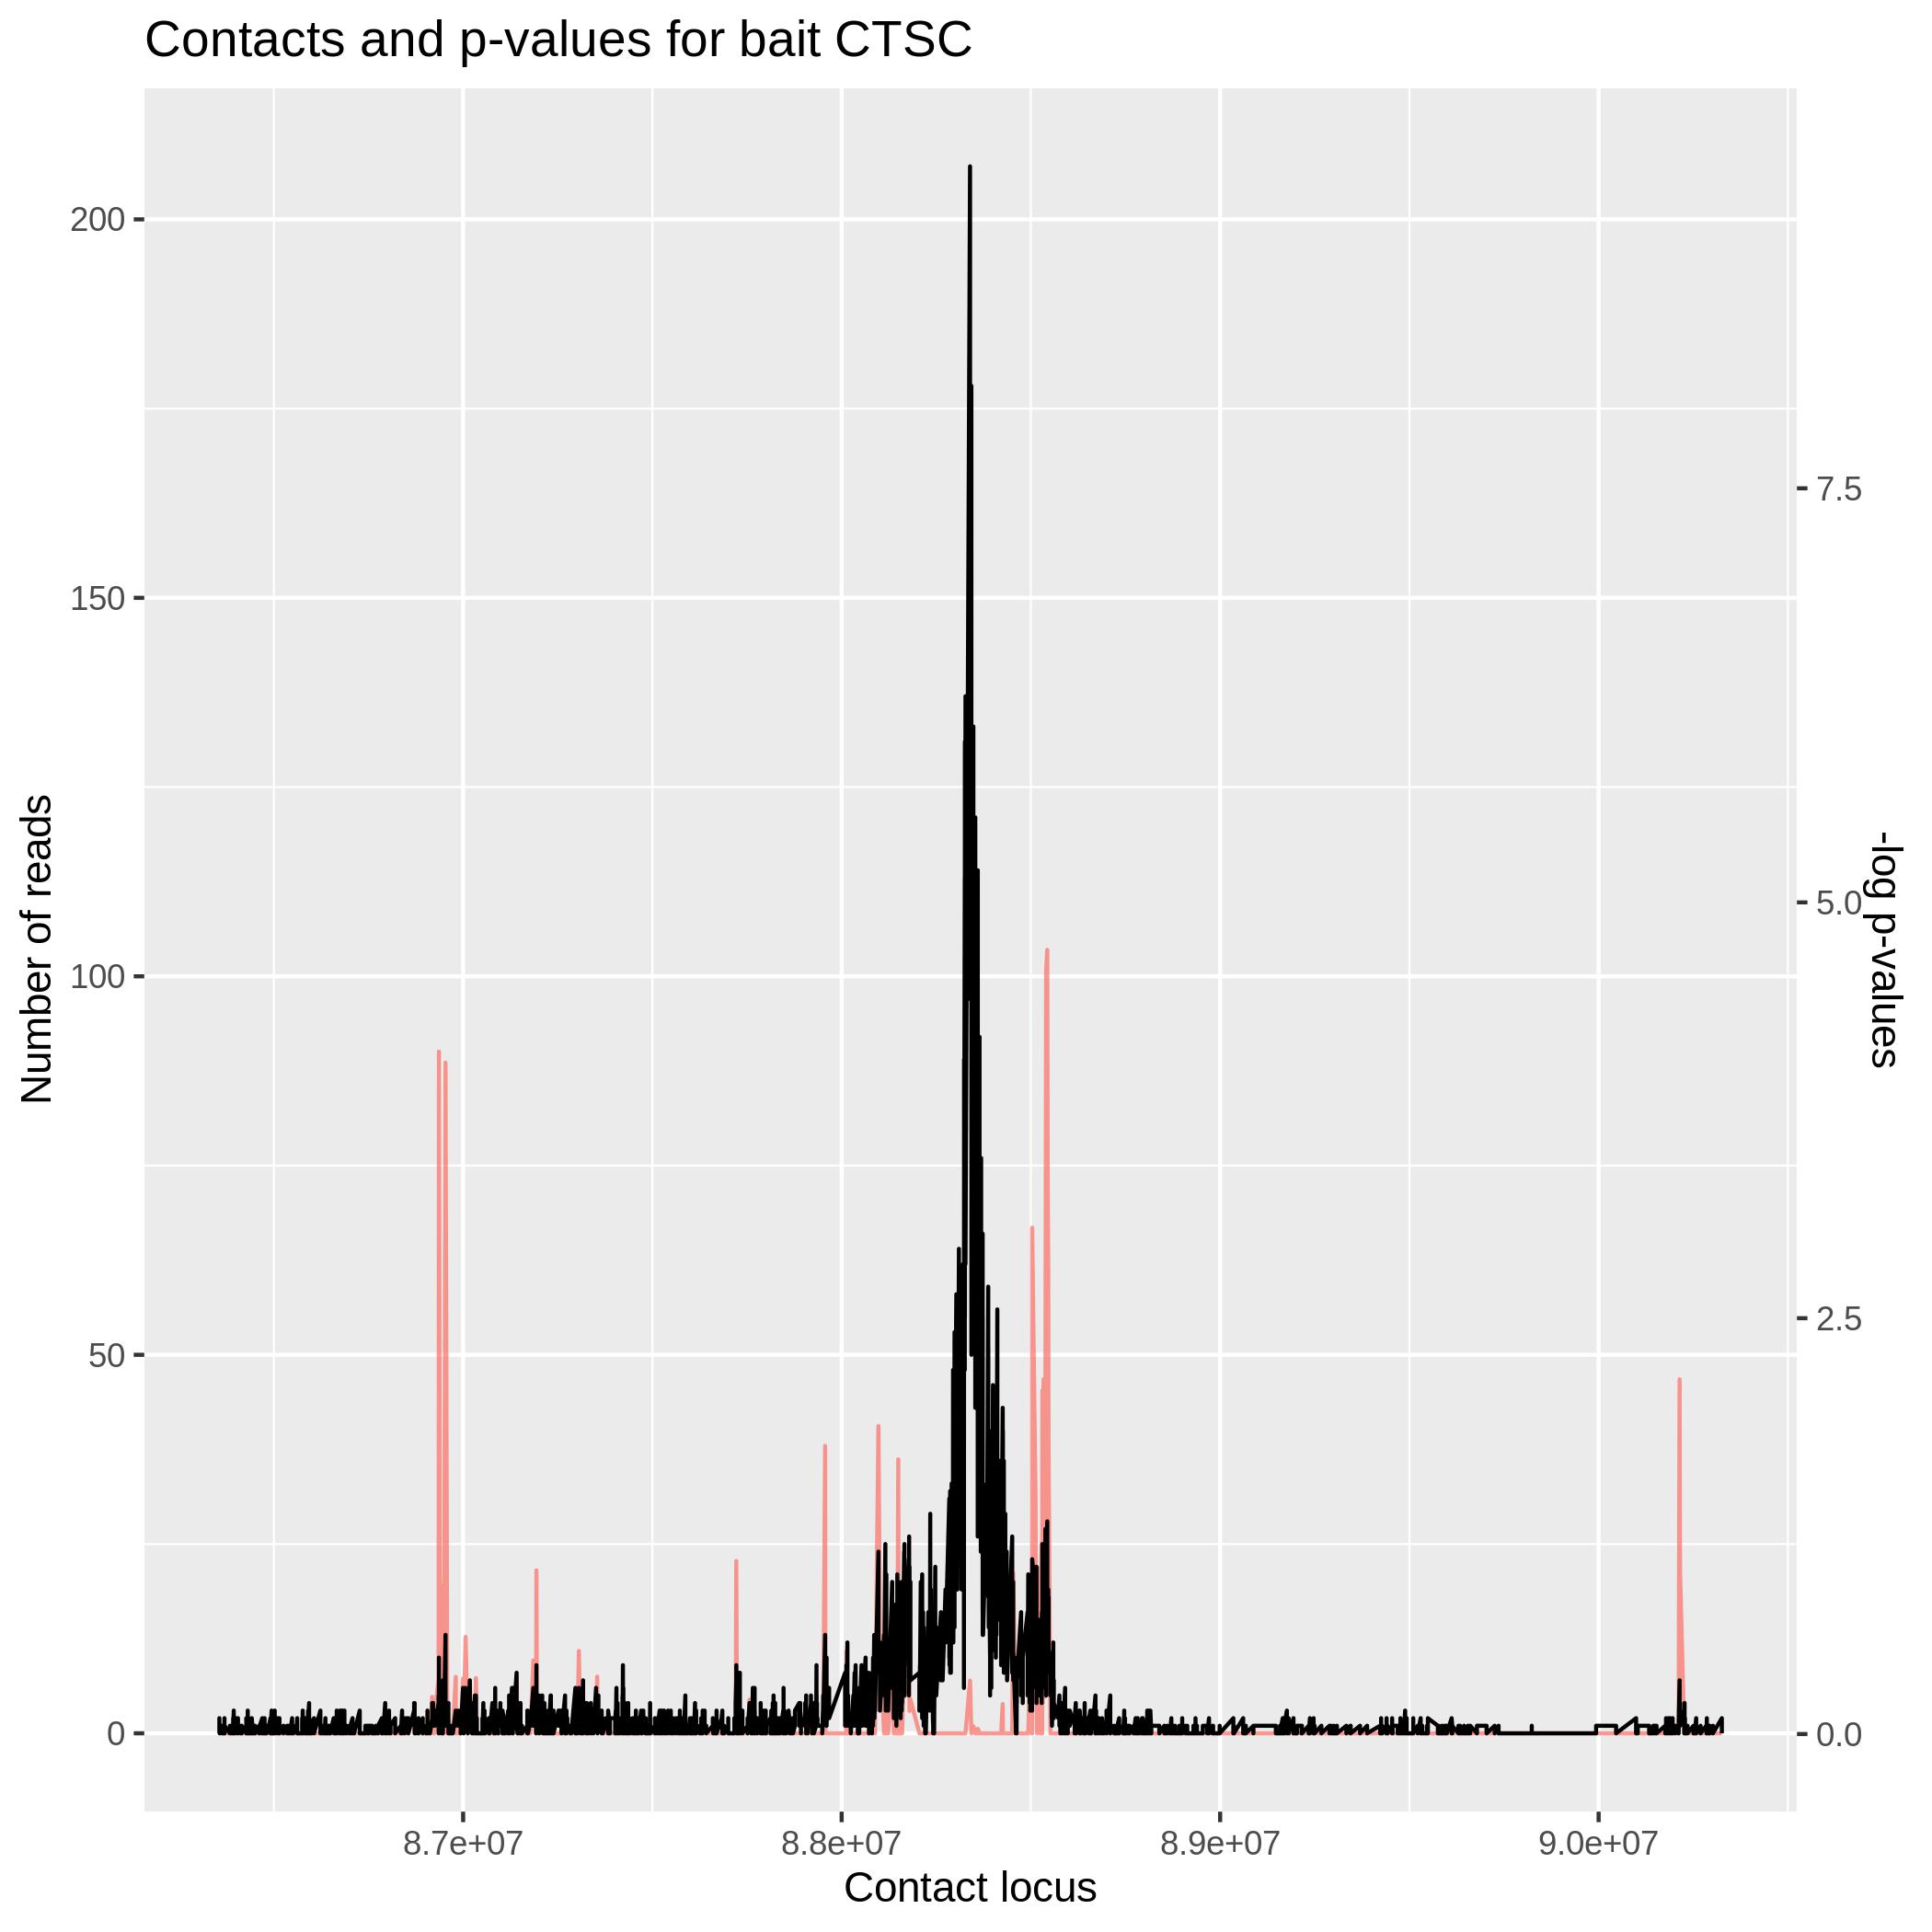 Contacts and p-values for bait CTSC
200
150
100
50
0
Number of reads
7.5
5.0
2.5
0.0
-log p-values
8.7e+07
8.8e+07
8.9e+07
9.0e+07
Contact locus